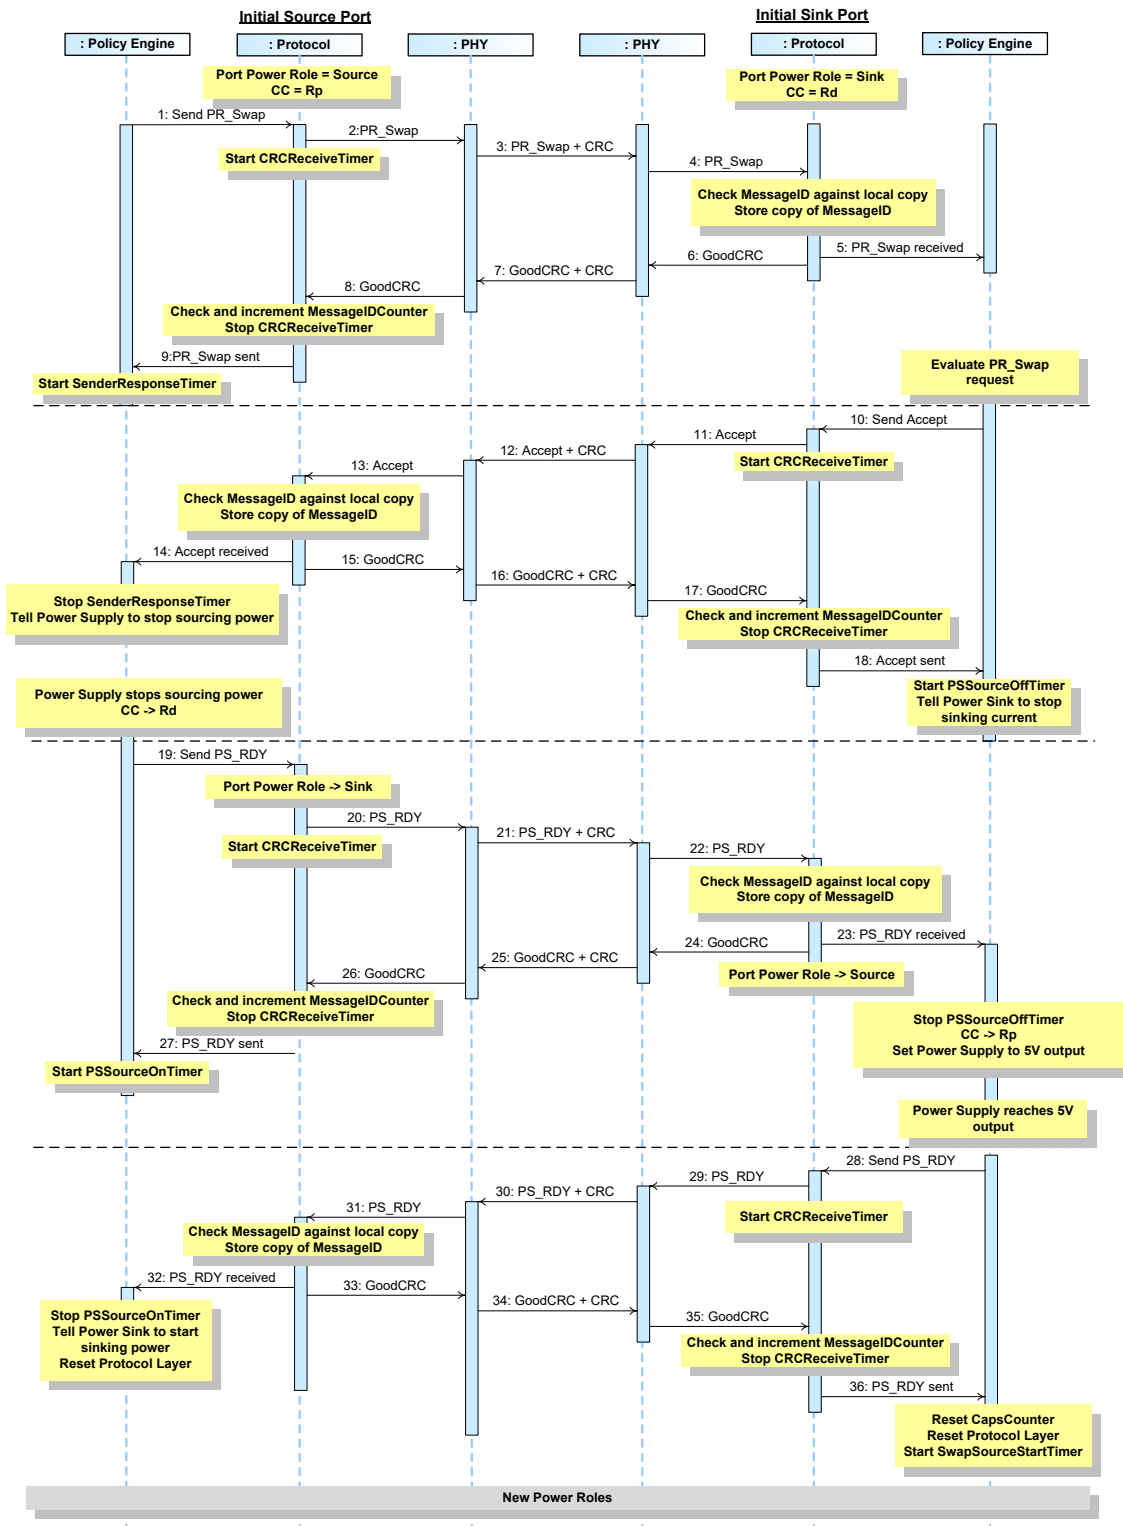 Initial Source Port
Initial Sink Port
: Policy Engine
: Protocol
: PHY
: PHY
: Protocol
: Policy Engine
Port Power Role = Source
CC = Rp
Port Power Role = Sink
CC = Rd
1: Send PR_Swap
2:PR_Swap
Start CRCReceiveTimer
3: PR_Swap + CRC
4: PR_Swap
Check MessageID against local copy
Store copy of MessageID
5: PR_Swap received
6: GoodCRC
7: GoodCRC + CRC
8: GoodCRC
Check and increment MessageIDCounter
Stop CRCReceiveTimer
9:PR_Swap sent
Start SenderResponseTimer
Evaluate PR_Swap
request
10: Send Accept
11: Accept
Start CRCReceiveTimer
12: Accept + CRC
13: Accept
Check MessageID against local copy
Store copy of MessageID
14: Accept received
15: GoodCRC
16: GoodCRC + CRC
17: GoodCRC
Stop SenderResponseTimer
Tell Power Supply to stop sourcing power
Check and increment MessageIDCounter
Stop CRCReceiveTimer
18: Accept sent
Start PSSourceOffTimer
Tell Power Sink to stop
sinking current
Power Supply stops sourcing power
CC -> Rd
19: Send PS_RDY
Port Power Role -> Sink
20: PS_RDY
Start CRCReceiveTimer
21: PS_RDY + CRC
22: PS_RDY
Check MessageID against local copy
Store copy of MessageID
23: PS_RDY received
24: GoodCRC
25: GoodCRC + CRC
26: GoodCRC
Port Power Role -> Source
Check and increment MessageIDCounter
Stop CRCReceiveTimer
27: PS_RDY sent
Start PSSourceOnTimer
Stop PSSourceOffTimer
CC -> Rp
Set Power Supply to 5V output
Power Supply reaches 5V
output
28: Send PS_RDY
29: PS_RDY
Start CRCReceiveTimer
30: PS_RDY + CRC
31: PS_RDY
Check MessageID against local copy
Store copy of MessageID
32: PS_RDY received
33: GoodCRC
34: GoodCRC + CRC
35: GoodCRC
Stop PSSourceOnTimer
Tell Power Sink to start
sinking power
Reset Protocol Layer
Check and increment MessageIDCounter
Stop CRCReceiveTimer
36: PS_RDY sent
Reset CapsCounter
Reset Protocol Layer
Start SwapSourceStartTimer
New Power Roles